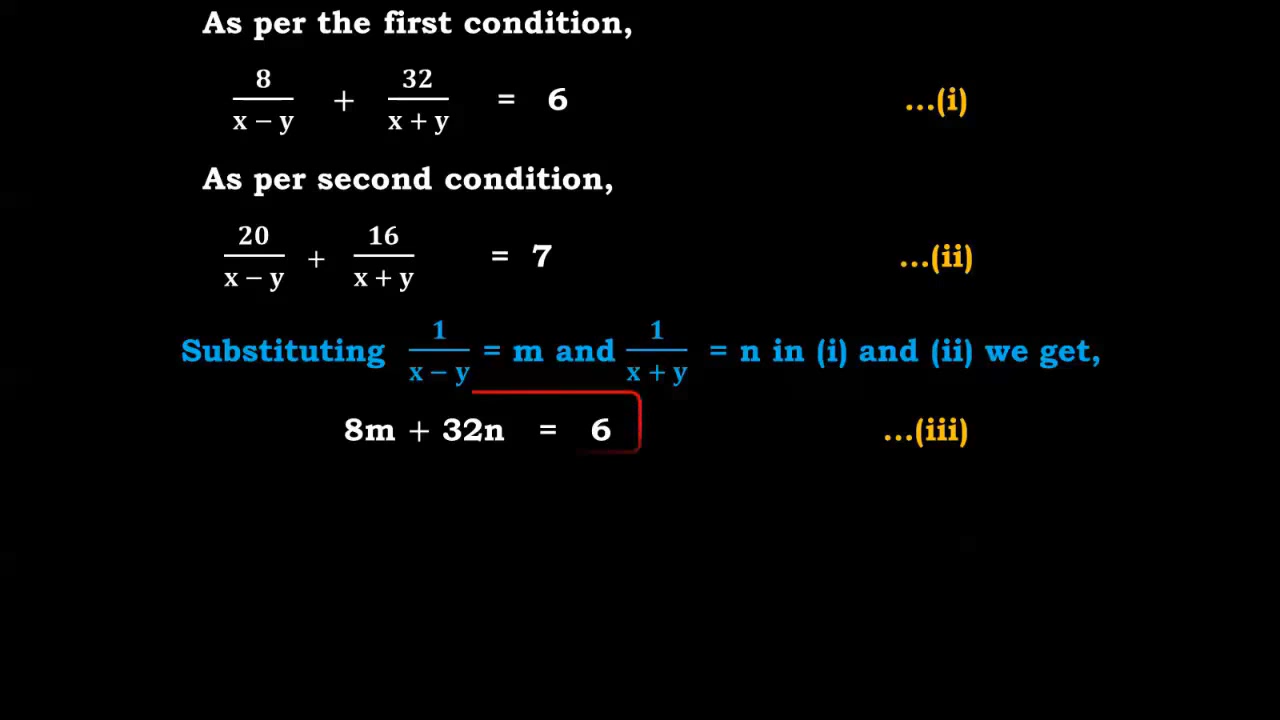 As per the first condition,
8/(x − y) + 32/(x + y) = 6 ...(i)
As per second condition,
20/(x − y) + 16/(x + y) = 7 ...(ii)
Substituting 1/(x − y) = m and 1/(x + y) = n in (i) and (ii) we get,
8m + 32n = 6 ...(iii)